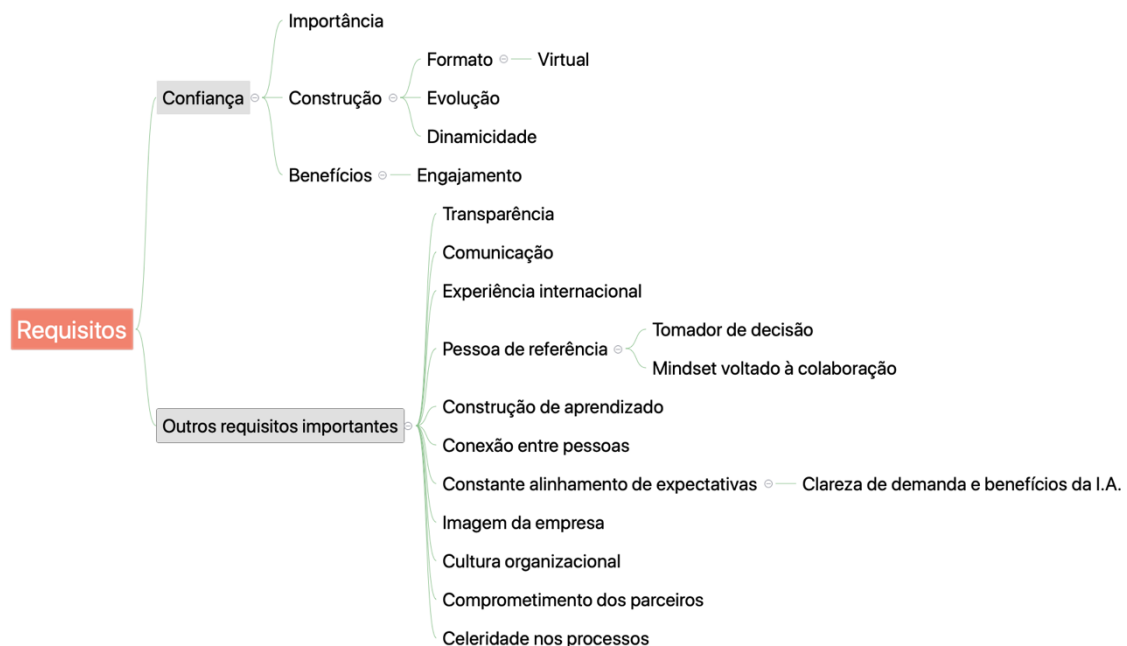 Importância
Formato
Virtual
Confiança
Construção
Evolução
Dinamicidade
Benefícios
Engajamento
Transparência
Comunicação
Experiência internacional
Requisitos
Tomador de decisão
Pessoa de referência
Mindset voltado à colaboração
Construção de aprendizado
Outros requisitos importantes
Conexão entre pessoas
Constante alinhamento de expectativas
Clareza de demanda e benefícios da I.A.
Imagem da empresa
Cultura organizacional
Comprometimento dos parceiros
Celeridade nos processos